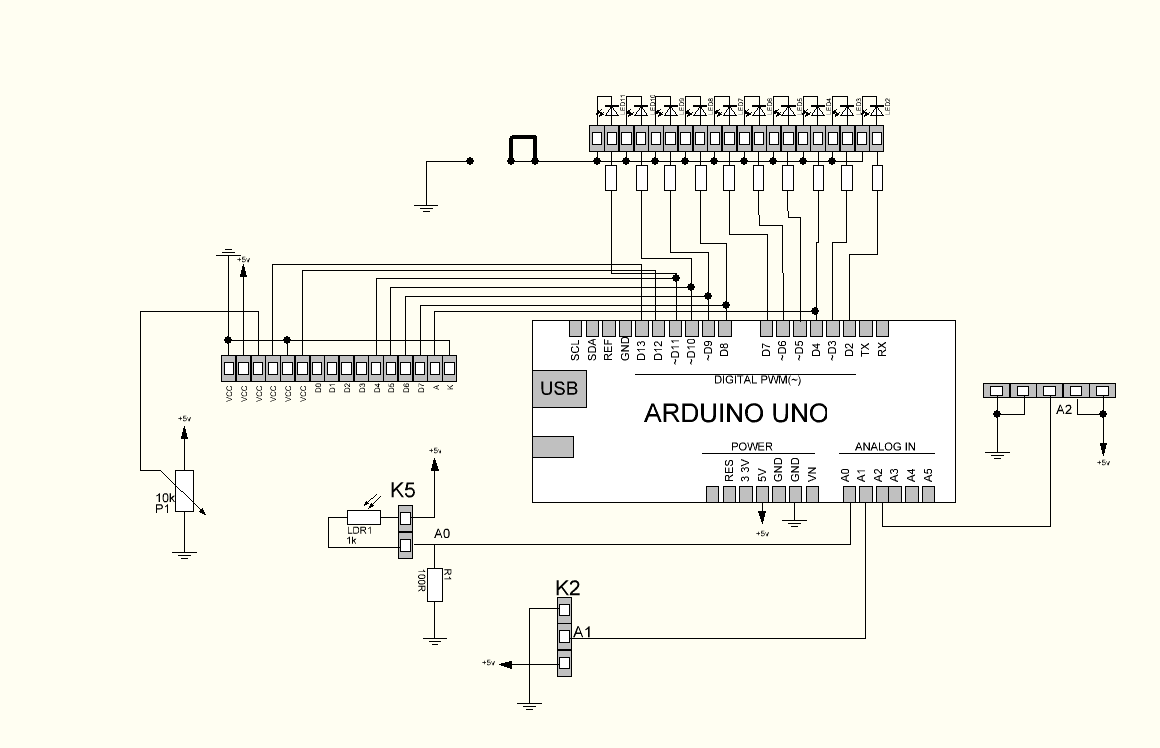 LED11 LED10 LED9 LED8 LED7 LED6 LED5 LED4 LED3 LED2
+5v
SCL SDA REF GND D13 D12 ~D11 ~D10 ~D9 D8 D7 ~D6 ~D5 D4 ~D3 D2 TX RX
DIGITAL PWM(~)
USB
ARDUINO UNO
VCC VCC VCC VCC VCC VCC D0 D1 D2 D3 D4 D5 D6 D7 A K
A2
+5v
+5v
POWER ANALOG IN
RES 3 3V 5V GND GND VN A0 A1 A2 A3 A4 A5
+5v
10k
P1
K5
LDR1
1k
A0
+5v
R1
100R
K2
A1
+5v